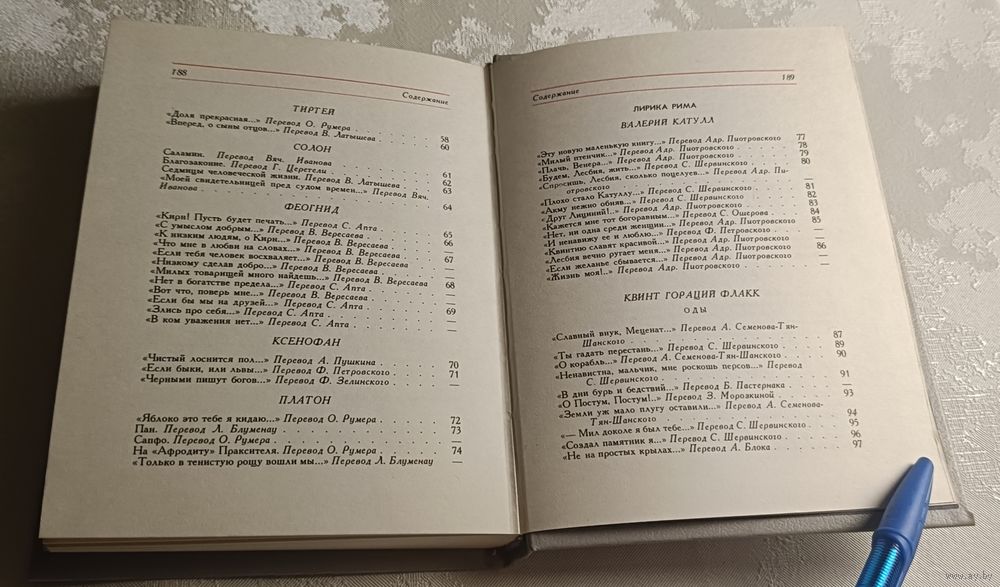 188
Содержание
ТИРТЕЙ
«Доля прекрасная...» Перевод О. Румера . . . . . . . 58
«Вперед, о сыны отцов...» Перевод В. Латышева . . . . 60
СОЛОН
Саламин. Перевод Вяч. Иванова
Благозаконие. Перевод Г. Церетели . . . . . . 61
Седмицы человеческой жизни. Перевод В. Латышева . 62
«Моей свидетельницей пред судом времен...» Перевод Вяч. 63
Иванова . . . . . . . . . . 64
ФЕОГНИД
«Кирн! Пусть будет печать...» Перевод С. Апта . . . . 65
«С умыслом добрым...» Перевод В. Вересаева . . . . 66
«К низким людям, о Кирн...» Перевод В. Вересаева . . 67
«Что мне в любви на словах...» Перевод В. Вересаева . —
«Если тебя человек восхваляет...» Перевод В. Вересаева —
«Низкому сделав добро...» Перевод В. Вересаева . . . —
«Милых товарищей много найдешь...» Перевод В. Вересаева 68
«Нет в богатстве предела...» Перевод С. Апта . . . . —
«Вот что, поверь мне...» Перевод В. Вересаева . . . . —
«Если бы мы на друзей...» Перевод С. Апта . . . . 69
«Злись про себя...» Перевод С. Апта . . . . . . —
«В ком уважения нет...» Перевод С. Апта . . . . . —
КСЕНОФАН
«Чистый лоснится пол...» Перевод А. Пушкина . . . . 70
«Если быки, или львы...» Перевод Ф. Петровского . . . 71
«Черными пишут богов...» Перевод Ф. Зелинского . . . —
ПЛАТОН
«Яблоко это тебе я кидаю...» Перевод О. Румера . . . . 72
Пан. Перевод Л. Блуменау . . . . . . . . . 73
Сапфо. Перевод О. Румера . . . . . . . . . —
На «Афродиту» Праксителя. Перевод О. Румера . . . . 74
«Только в тенистую рощу вошли мы...» Перевод Л. Блуменау —
189
Содержание
ЛИРИКА РИМА
ВАЛЕРИЙ КАТУЛЛ
«Эту новую маленькую книгу...» Перевод Адр. Пиотровского 77
«Милый птенчик...» Перевод Адр. Пиотровского . . . . 78
«Плачь, Венера...» Перевод Адр. Пиотровского . . . . 79
«Будем, Лесбия, жить...» Перевод С. Шервинского . . . 80
«Спросишь, Лесбия, сколько поцелуев...» Перевод Адр. Пи-
отровского . . . . . . . . . . —
«Плохо стало Катуллу...» Перевод С. Шервинского . . . 81
«Акму нежно обняв...» Перевод С. Шервинского . . . . 82
«Друг Лициний!..» Перевод Адр. Пиотровского . . . . 83
«Кажется мне тот богоравным...» Перевод С. Ошерова . . 84
«Нет, ни одна среди женщин...» Перевод Адр. Пиотровского 85
«И ненавижу ее и люблю...» Перевод Ф. Петровского . . —
«Квинтию славят красивой...» Перевод Адр. Пиотровского —
«Лесбия вечно ругает меня...» Перевод Адр. Пиотровского 86
«Если желанье сбывается...» Перевод Адр. Пиотровского —
«Жизнь моя!..» Перевод Адр. Пиотровского . . . . —
КВИНТ ГОРАЦИЙ ФЛАКК
ОДЫ
«Славный внук, Меценат...» Перевод А. Семенова-Тян-
Шанского . . . . . . . . . . 87
«Ты гадать перестань...» Перевод С. Шервинского . . . 89
«О корабль...» Перевод А. Семенова-Тян-Шанского . . . 90
«Ненавистна, мальчик, мне роскошь персов...» Перевод
С. Шервинского . . . . . . . . . 91
«В дни бурь и бедствий...» Перевод Б. Пастернака . . . —
«О Постум, Постум!..» Перевод З. Морозкиной . . . . 93
«Земли уж мало плугу оставили...» Перевод А. Семенова-
Тян-Шанского . . . . . . . . . 94
«— Мил доколе я был тебе...» Перевод С. Шервинского . 95
«Создал памятник я...» Перевод С. Шервинского . . . . 96
«Не на простых крылах...» Перевод А. Блока . . . . 97
www.ay.by